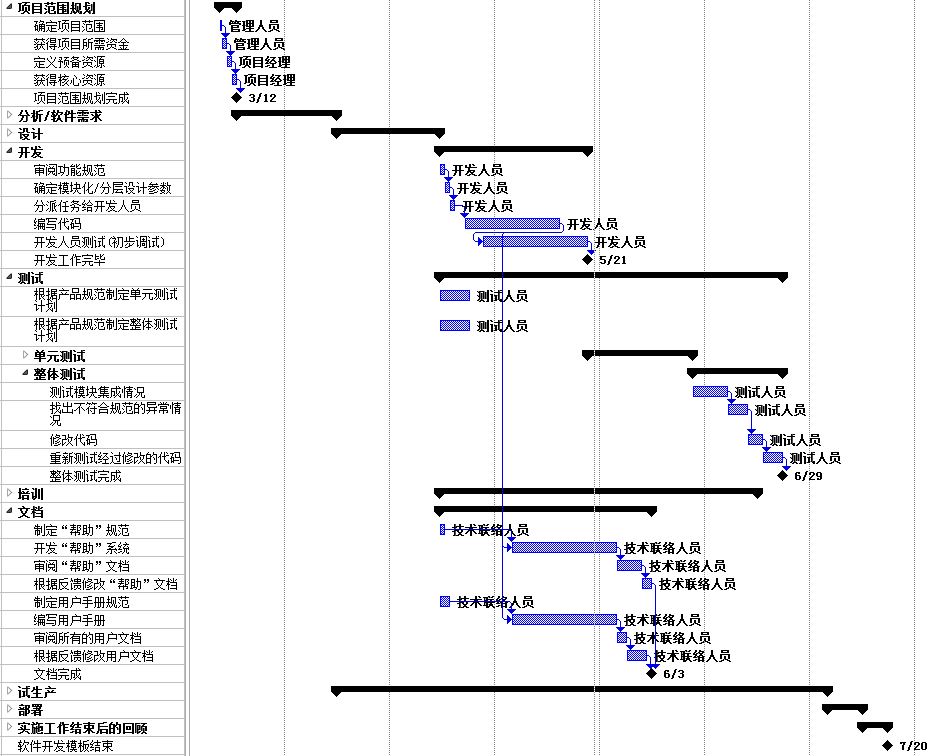 项目范围规划
确定项目范围 管理人员
获得项目所需资金 管理人员
定义预备资源 项目经理
获得核心资源 项目经理
项目范围规划完成 3/12
分析/软件需求
设计
开发
审阅功能规范 开发人员
确定模块化/分层设计参数 开发人员
分派任务给开发人员 开发人员
编写代码 开发人员
开发人员测试(初步调试) 开发人员
开发工作完毕 5/21
测试
根据产品规范制定单元测试 测试人员
计划
根据产品规范制定整体测试 测试人员
计划
单元测试
整体测试
测试模块集成情况 测试人员
找出不符合规范的异常情 测试人员
况
修改代码 测试人员
重新测试经过修改的代码 测试人员
整体测试完成 6/29
培训
文档
制定“帮助”规范 技术联络人员
开发“帮助”系统 技术联络人员
审阅“帮助”文档 技术联络人员
根据反馈修改“帮助”文档 技术联络人员
制定用户手册规范 技术联络人员
编写用户手册 技术联络人员
审阅所有的用户文档 技术联络人员
根据反馈修改用户文档 技术联络人员
文档完成 6/3
试生产
部署
实施工作结束后的回顾
软件开发模板结束 7/20